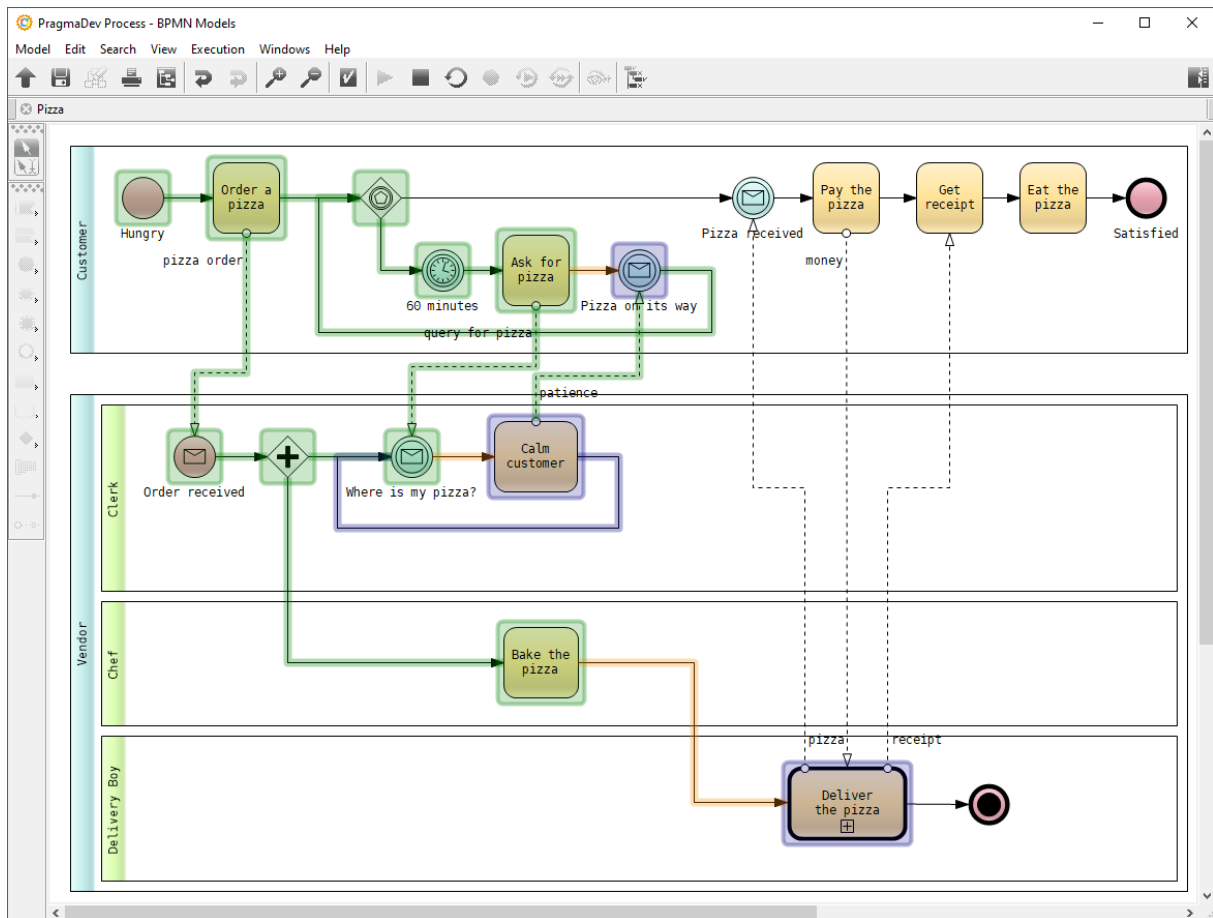 PragmaDev Process - BPMN Models
Model Edit Search View Execution Windows Help
Pizza
Customer
Hungry
Order a
pizza
pizza order
60 minutes
Ask for
pizza
query for pizza
Pizza on its way
patience
Pizza received
Pay the
pizza
money
Get
receipt
Eat the
pizza
Satisfied
Vendor
Clerk
Order received
Where is my pizza?
Calm
customer
Chef
Bake the
pizza
Delivery Boy
pizza
receipt
Deliver
the pizza